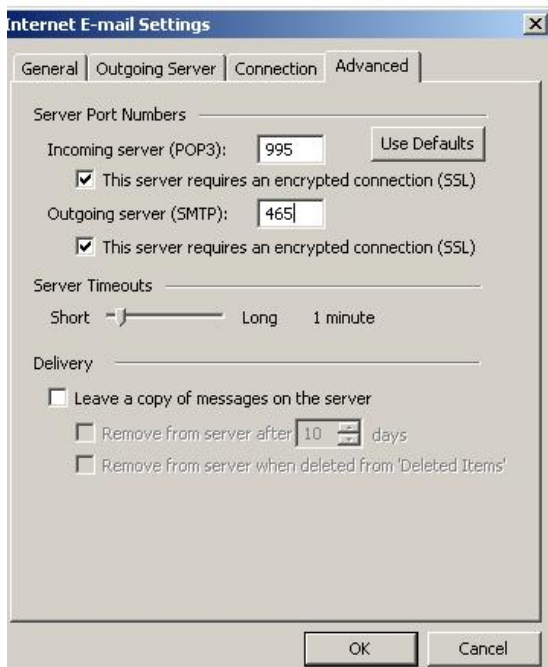 Internet E-mail Settings
General Outgoing Server Connection Advanced
Server Port Numbers
Incoming server (POP3): 995 Use Defaults
This server requires an encrypted connection (SSL)
Outgoing server (SMTP): 465
This server requires an encrypted connection (SSL)
Server Timeouts
Short Long 1 minute
Delivery
Leave a copy of messages on the server
Remove from server after 10 days
Remove from server when deleted from 'Deleted Items'
OK Cancel